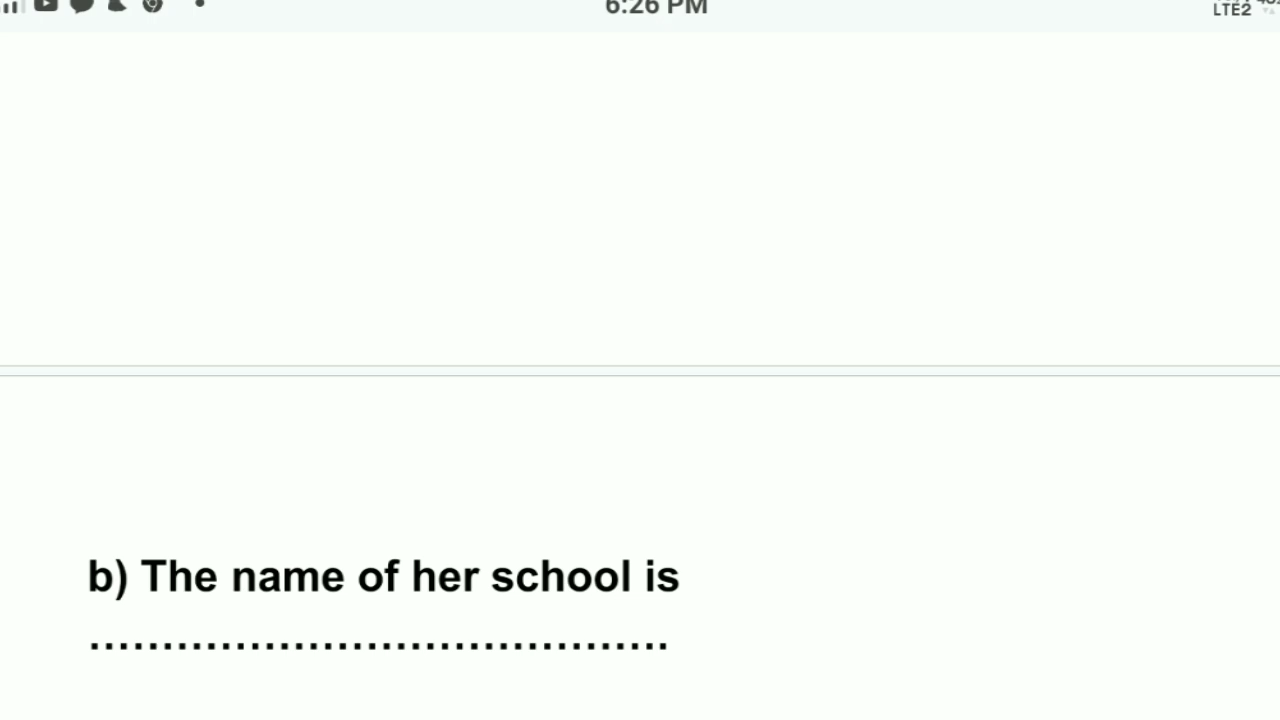 6:26 PM
LTE2
b) The name of her school is
........................................